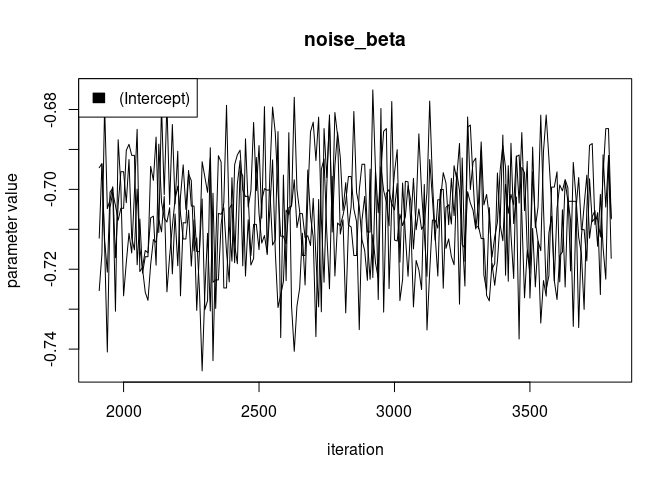 noise_beta
(Intercept)
parameter value
-0.68
-0.70
-0.72
-0.74
2000
2500
3000
3500
iteration